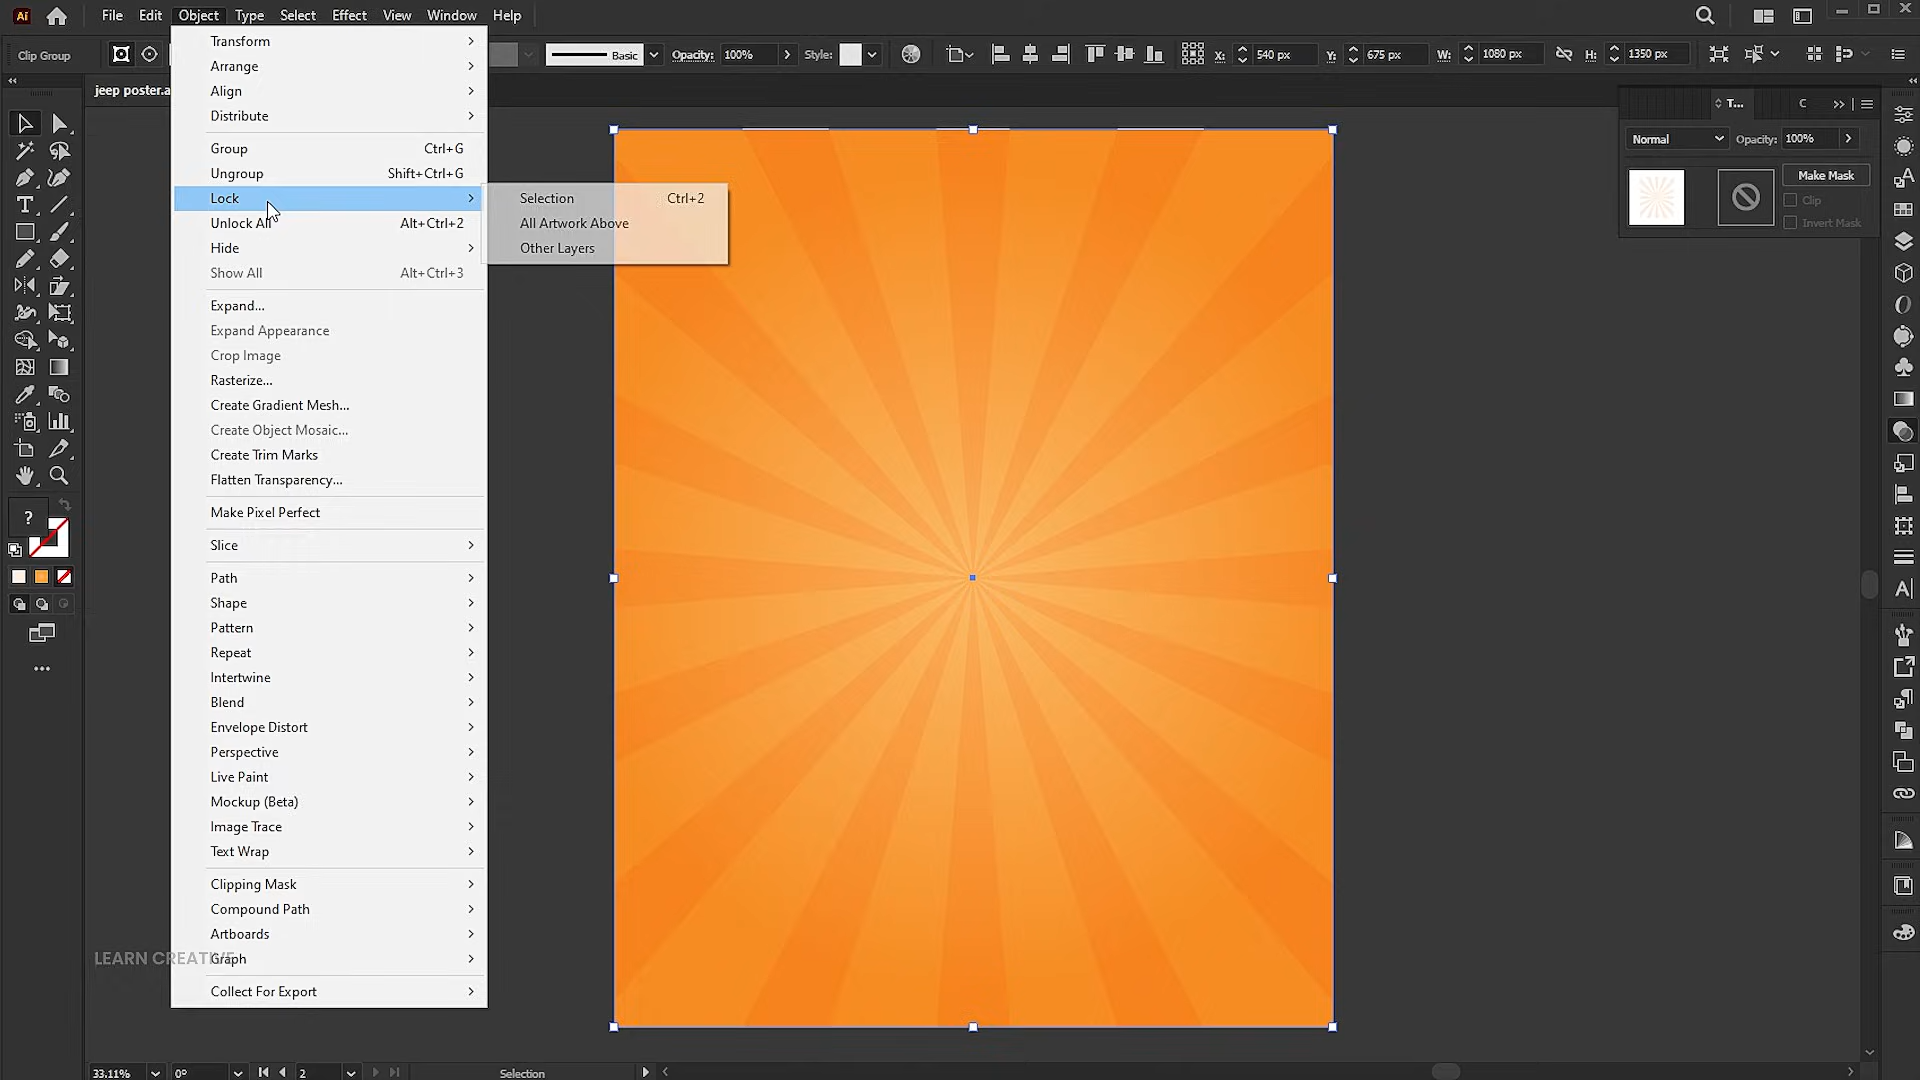 Ai File Edit Object Type Select Effect View Window Help
Clip Group Basic Opacity: 100% Style: X: 540 px Y: 675 px W: 1080 px H: 1350 px
jeep poster.a
Transform
Arrange
Align
Distribute
Group Ctrl+G
Ungroup Shift+Ctrl+G
Lock
Unlock All Alt+Ctrl+2
Hide
Show All Alt+Ctrl+3
Expand...
Expand Appearance
Crop Image
Rasterize...
Create Gradient Mesh...
Create Object Mosaic...
Create Trim Marks
Flatten Transparency...
Make Pixel Perfect
Slice
Path
Shape
Pattern
Repeat
Intertwine
Blend
Envelope Distort
Perspective
Live Paint
Mockup (Beta)
Image Trace
Text Wrap
Clipping Mask
Compound Path
Artboards
Graph
Collect For Export
Selection Ctrl+2
All Artwork Above
Other Layers
T... C
Normal Opacity: 100%
Make Mask
Clip
Invert Mask
?
LEARN CREATIVE
33.11% 0° 2 Selection